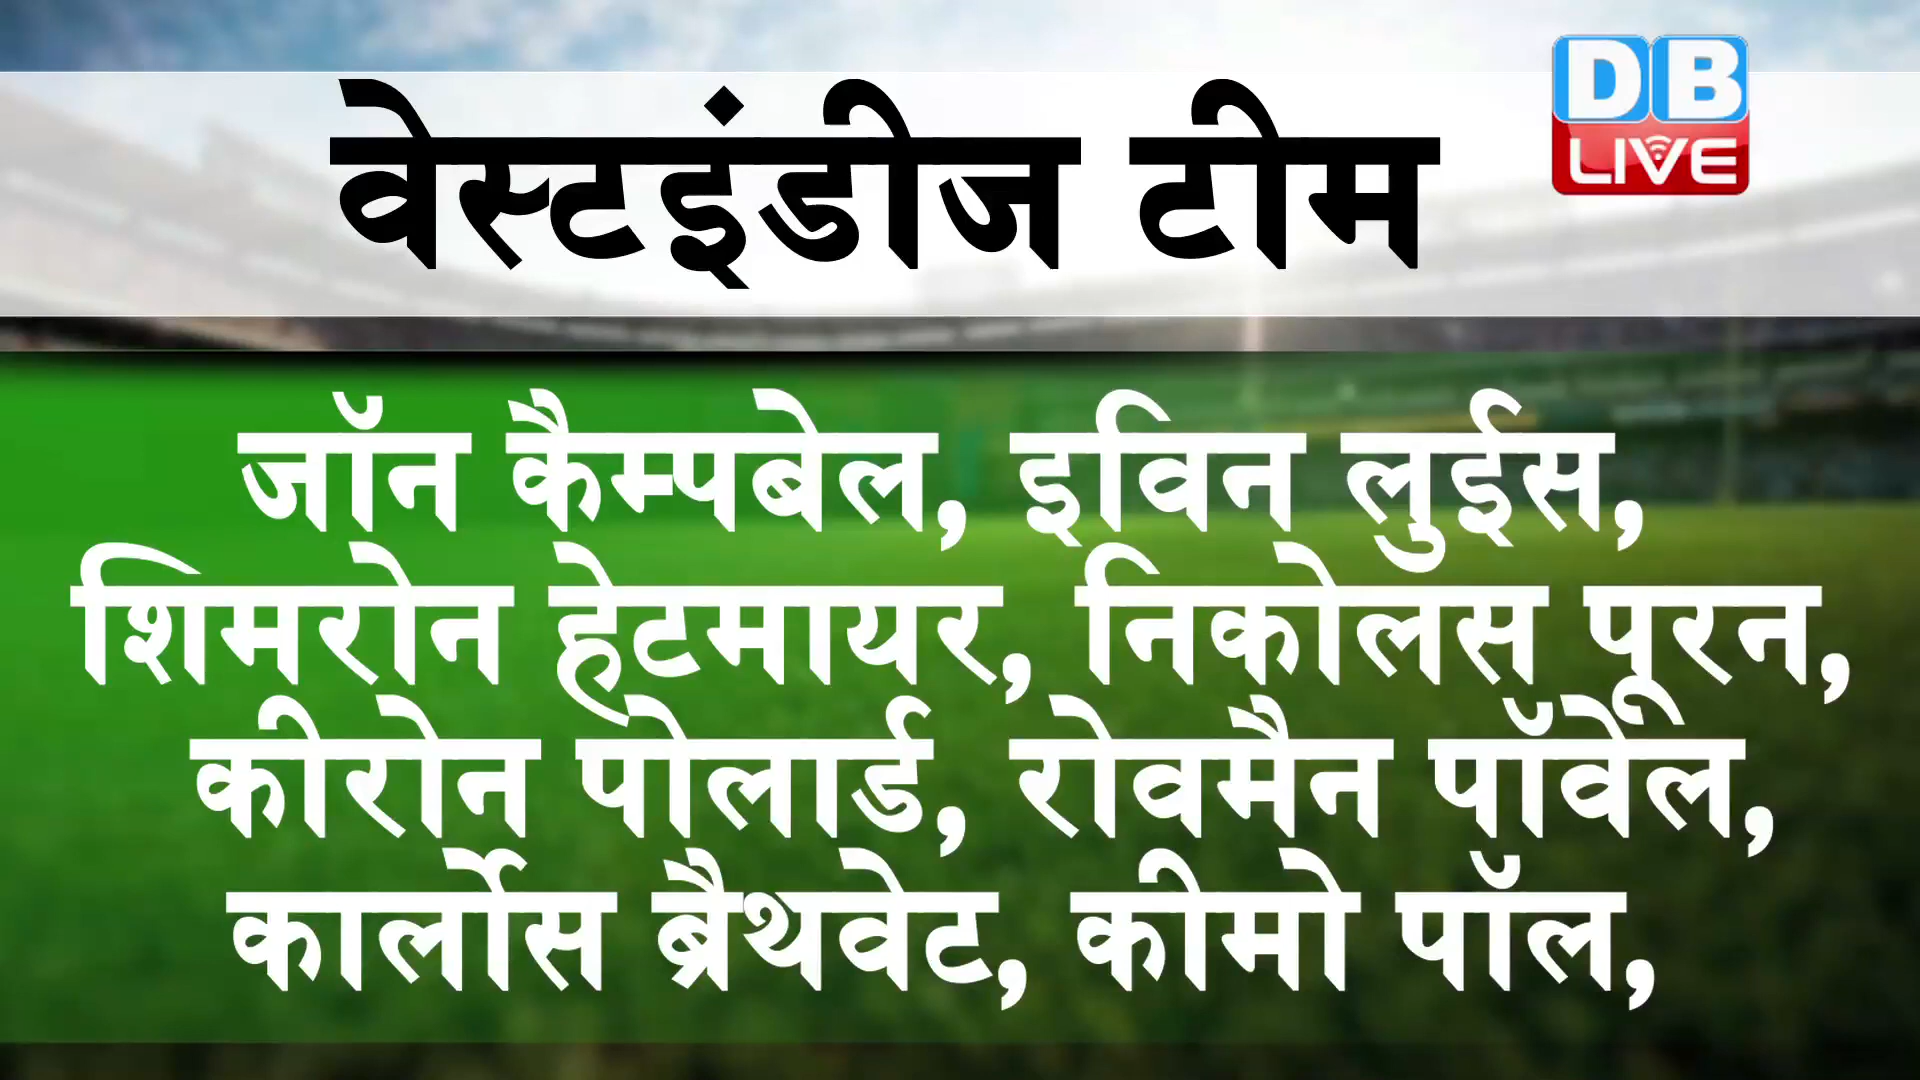 वेस्टइंडीज टीम
DB
LIVE
जॉन कैम्पबेल, इविन लुईस,
शिमरोन हेटमायर, निकोलस पूरन,
कीरोन पोलार्ड, रोवमैन पॉवेल,
कार्लोस ब्रैथवेट, कीमो पॉल,